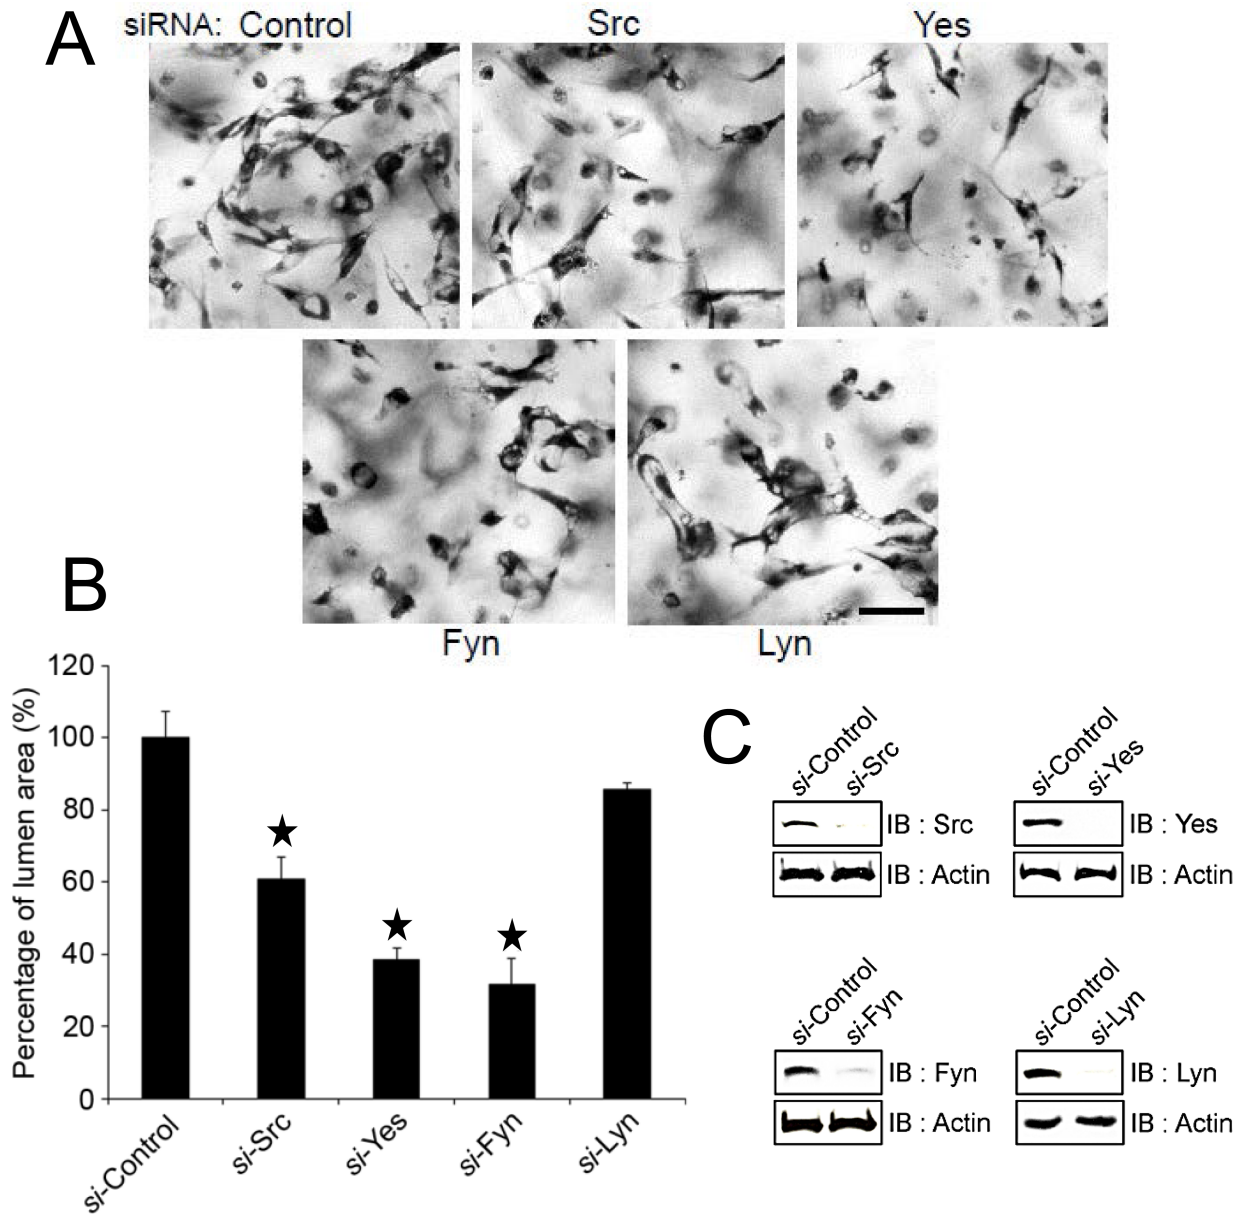 A
siRNA: Control
Src
Yes
Fyn
Lyn
B
Percentage of lumen area (%)
120
100
80
60
40
20
0
si-Control
si-Src
si-Yes
si-Fyn
si-Lyn
C
si-Control
si-Src
IB : Src
IB : Actin
si-Control
si-Yes
IB : Yes
IB : Actin
si-Control
si-Fyn
IB : Fyn
IB : Actin
si-Control
si-Lyn
IB : Lyn
IB : Actin